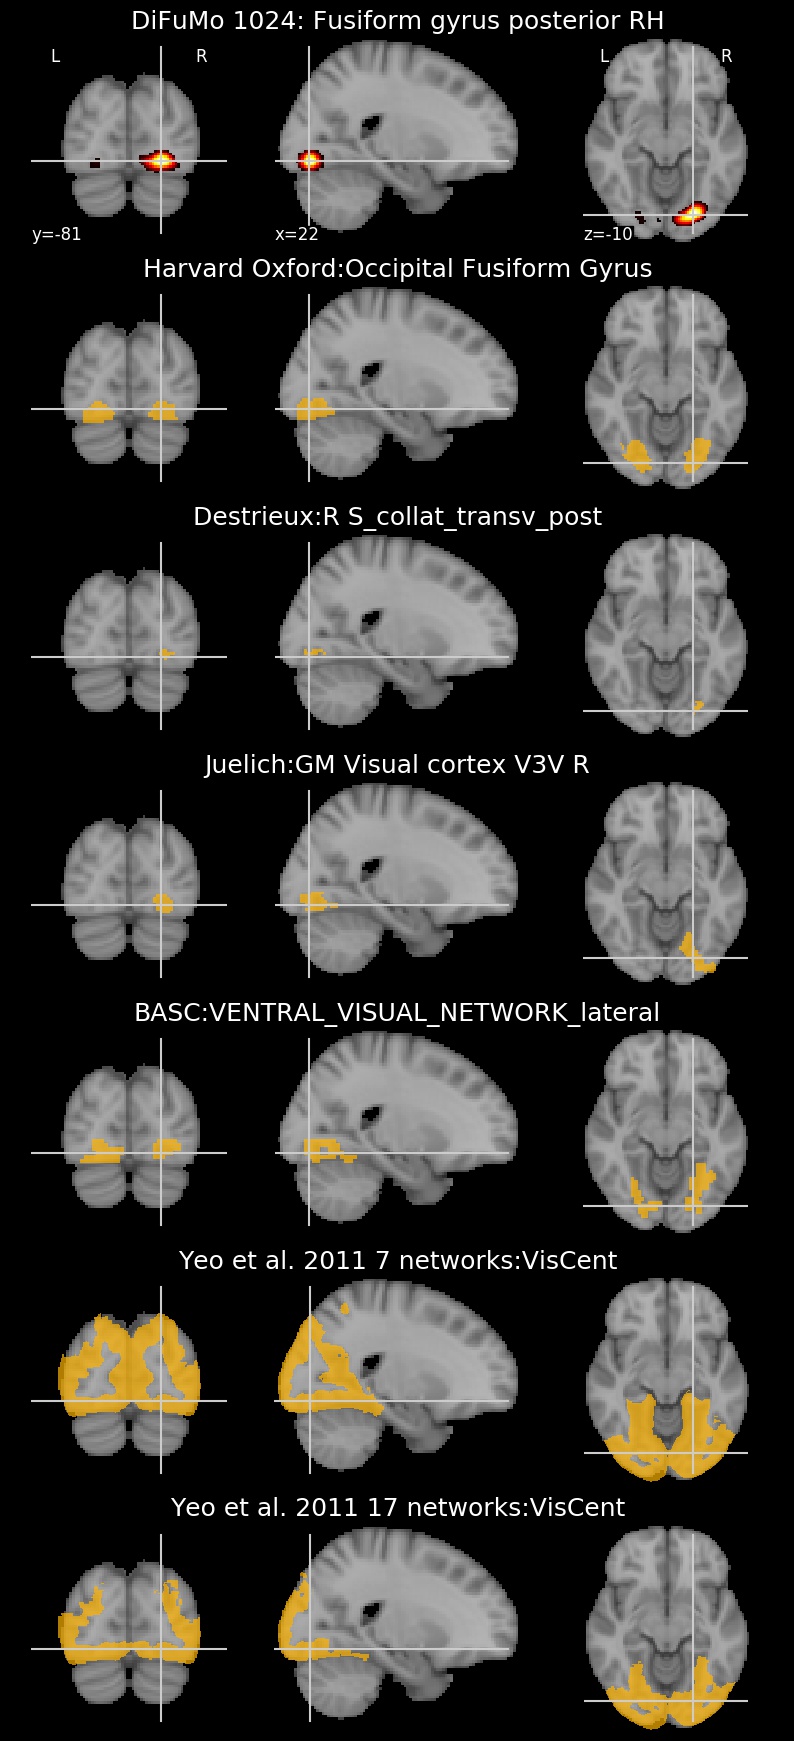 DiFuMo 1024: Fusiform gyrus posterior RH
L R L R
y=-81 x=22 z=-10
Harvard Oxford:Occipital Fusiform Gyrus
Destrieux:R S_collat_transv_post
Juelich:GM Visual cortex V3V R
BASC:VENTRAL_VISUAL_NETWORK_lateral
Yeo et al. 2011 7 networks:VisCent
Yeo et al. 2011 17 networks:VisCent